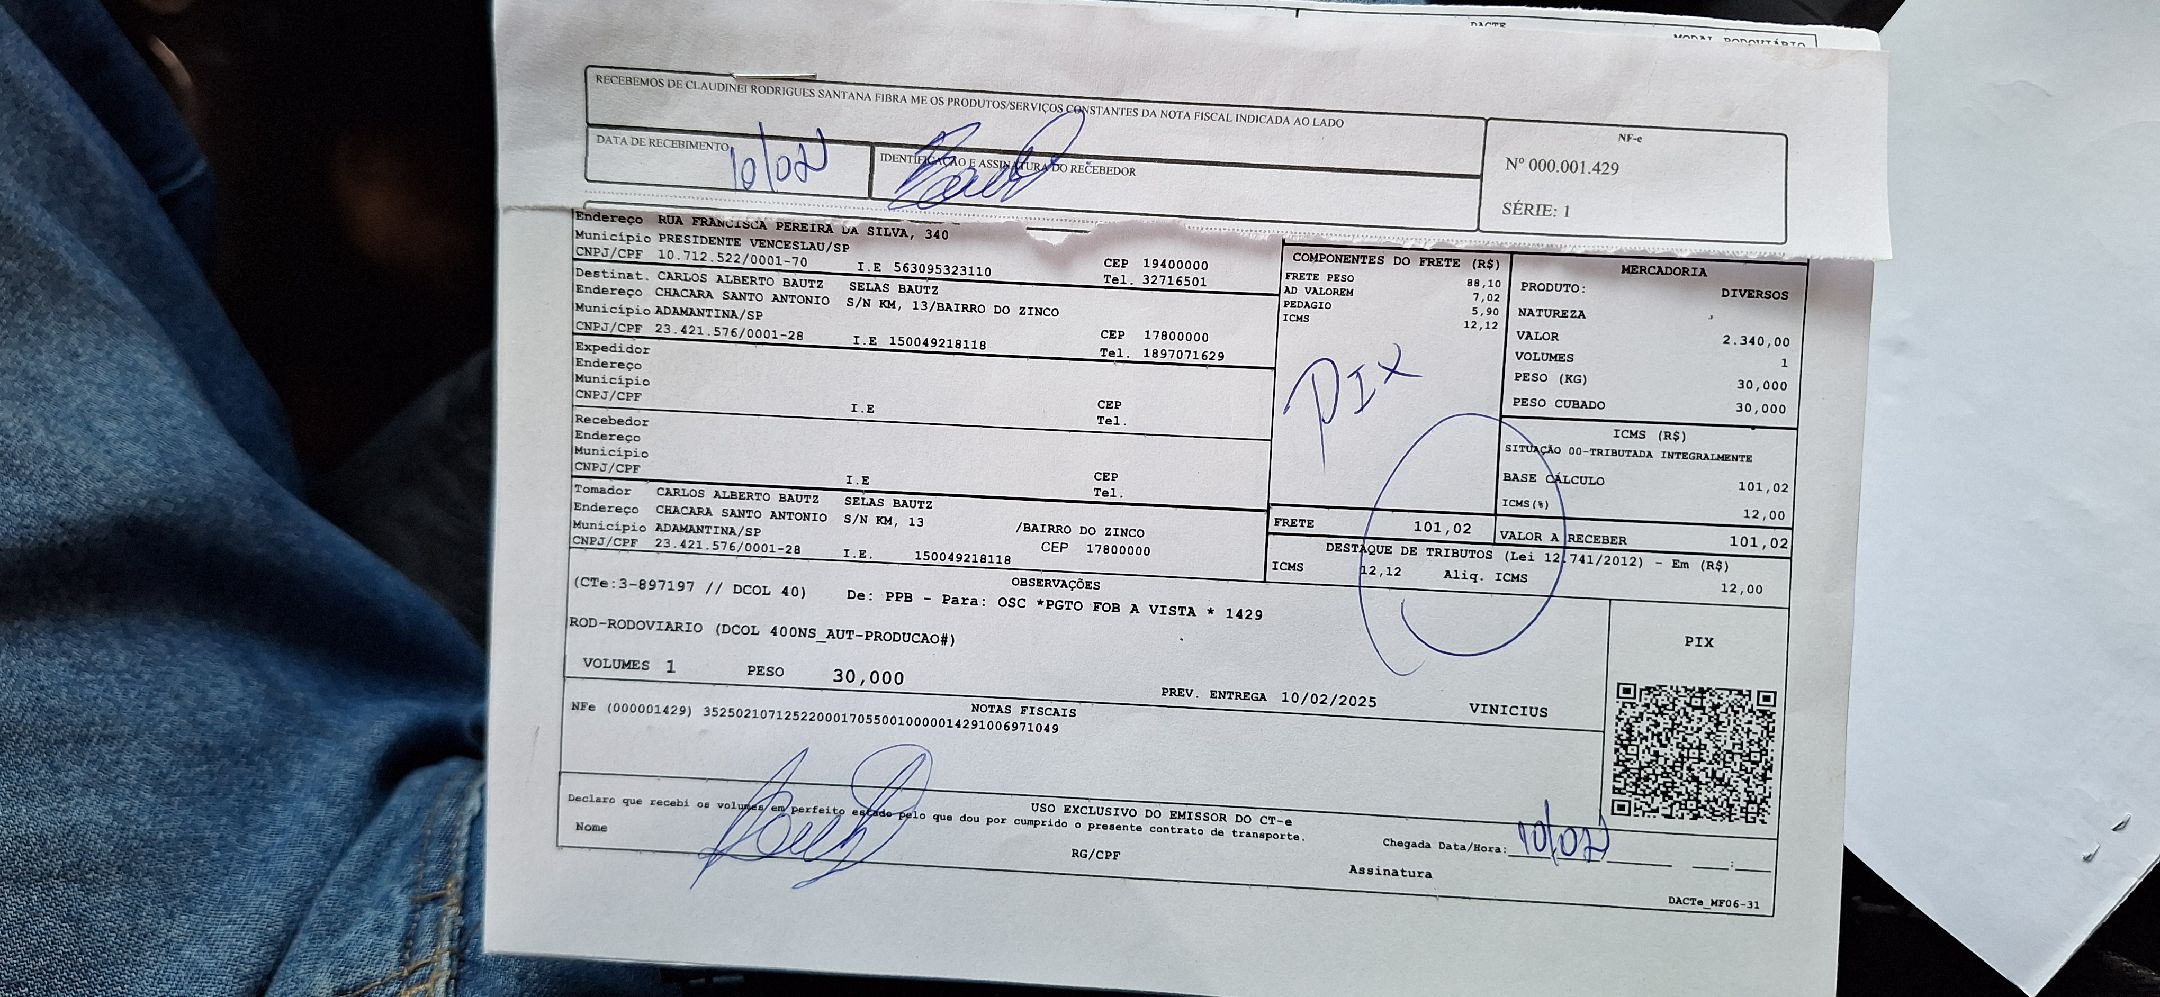 DACTE
MODAL RODOVIÁRIO
RECEBEMOS DE CLAUDINEI RODRIGUES SANTANA FIBRA ME OS PRODUTOS/SERVIÇOS CONSTANTES DA NOTA FISCAL INDICADA AO LADO
NF-e
Nº 000.001.429
SÉRIE: 1
DATA DE RECEBIMENTO
10/02
IDENTIFICAÇÃO E ASSINATURA DO RECEBEDOR
Endereço RUA FRANCISCA PEREIRA DA SILVA, 340
Município PRESIDENTE VENCESLAU/SP CEP 19400000
CNPJ/CPF 10.712.522/0001-70 I.E 563095323110 Tel. 32716501
Destinat. CARLOS ALBERTO BAUTZ SELAS BAUTZ
Endereço CHACARA SANTO ANTONIO S/N KM, 13/BAIRRO DO ZINCO
Município ADAMANTINA/SP CEP 17800000
CNPJ/CPF 23.421.576/0001-28 I.E 150049218118 Tel. 1897071629
Expedidor
Endereço
Município CEP
CNPJ/CPF I.E Tel.
Recebedor
Endereço
Município CEP
CNPJ/CPF I.E Tel.
Tomador CARLOS ALBERTO BAUTZ SELAS BAUTZ
Endereço CHACARA SANTO ANTONIO S/N KM, 13 /BAIRRO DO ZINCO
Município ADAMANTINA/SP CEP 17800000
CNPJ/CPF 23.421.576/0001-28 I.E. 150049218118
COMPONENTES DO FRETE (R$)
FRETE PESO 88,10
AD VALOREM 7,02
PEDAGIO 5,90
ICMS 12,12
PIX
FRETE 101,02
MERCADORIA
PRODUTO: DIVERSOS
NATUREZA
VALOR 2.340,00
VOLUMES 1
PESO (KG) 30,000
PESO CUBADO 30,000
ICMS (R$)
SITUAÇÃO 00-TRIBUTADA INTEGRALMENTE
BASE CÁLCULO 101,02
ICMS(%) 12,00
VALOR A RECEBER 101,02
DESTAQUE DE TRIBUTOS (Lei 12.741/2012) - Em (R$)
ICMS 12,12 Aliq. ICMS 12,00
OBSERVAÇÕES
(CTe:3-897197 // DCOL 40) De: PPB - Para: OSC *PGTO FOB A VISTA * 1429
ROD-RODOVIARIO (DCOL 400NS_AUT-PRODUCAO#)
VOLUMES 1 PESO 30,000 PREV. ENTREGA 10/02/2025 VINICIUS
PIX
NOTAS FISCAIS
NFe (000001429) 35250210712522000170550010000014291006971049
USO EXCLUSIVO DO EMISSOR DO CT-e
Declaro que recebi os volumes em perfeito estado pelo que dou por cumprido o presente contrato de transporte.
Nome RG/CPF Assinatura
Chegada Data/Hora: 10/02 __:__
DACTe_MF06-31